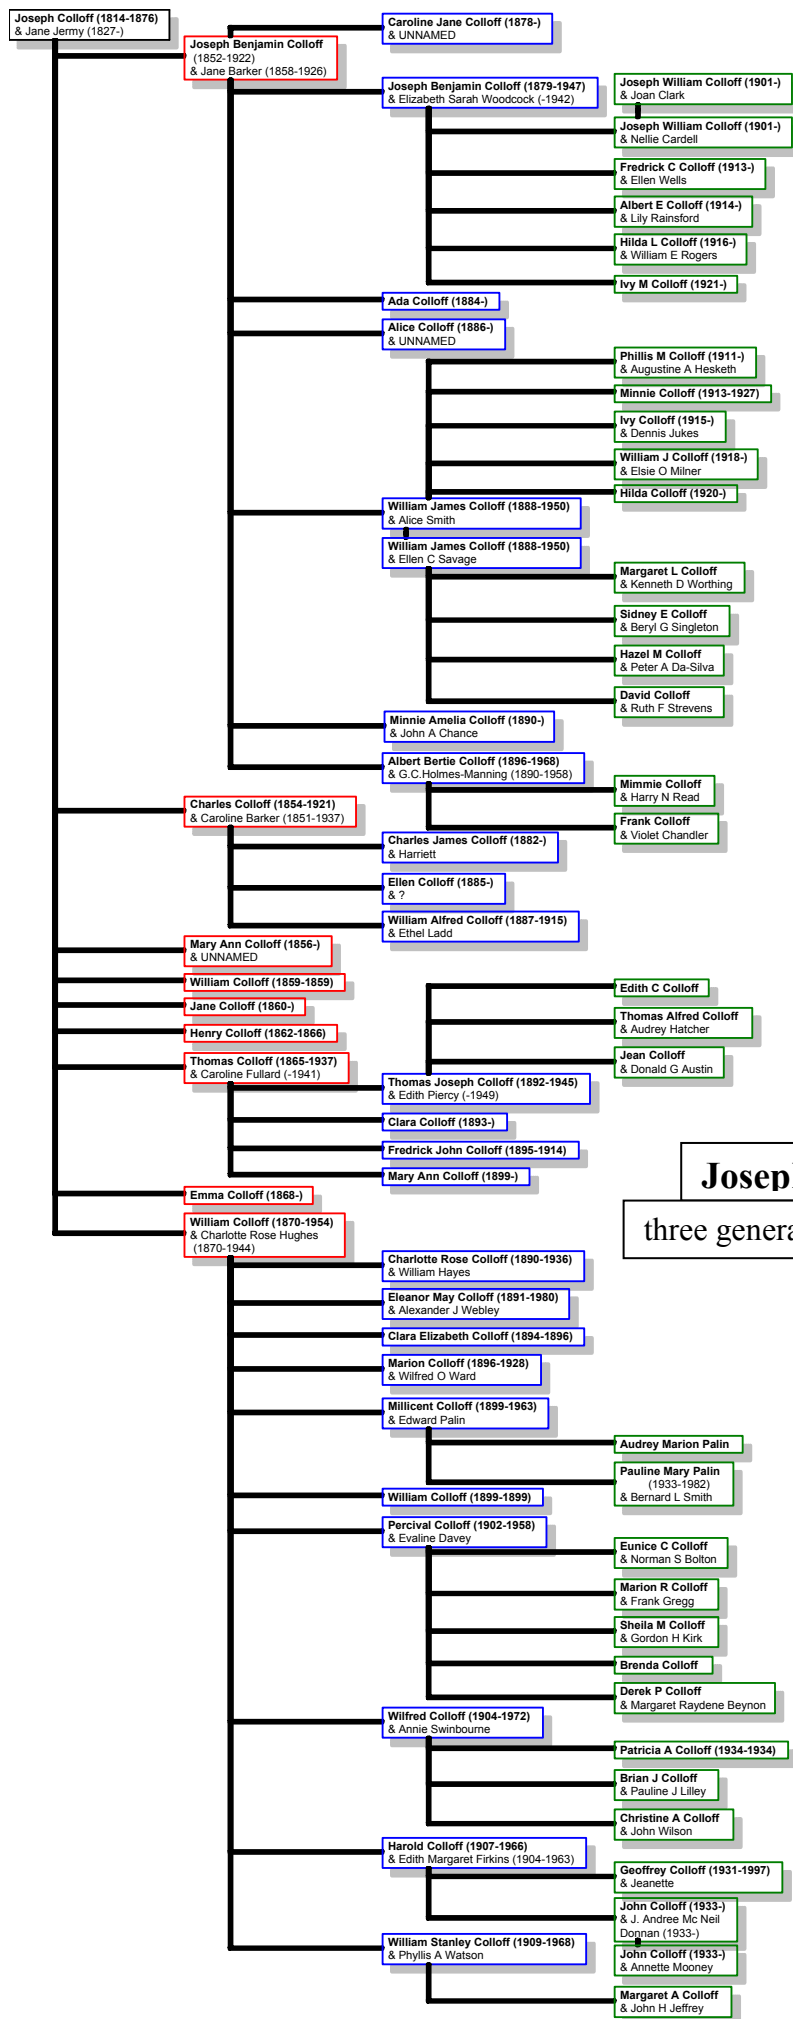 Joseph Colloff (1814-1876)
& Jane Jermy (1827-)
Joseph Benjamin Colloff
(1852-1922)
& Jane Barker (1858-1926)
Caroline Jane Colloff (1878-)
& UNNAMED
Joseph Benjamin Colloff (1879-1947)
& Elizabeth Sarah Woodcock (-1942)
Joseph William Colloff (1901-)
& Joan Clark
Joseph William Colloff (1901-)
& Nellie Cardell
Fredrick C Colloff (1913-)
& Ellen Wells
Albert E Colloff (1914-)
& Lily Rainsford
Hilda L Colloff (1916-)
& William E Rogers
Ivy M Colloff (1921-)
Ada Colloff (1884-)
Alice Colloff (1886-)
& UNNAMED
Phillis M Colloff (1911-)
& Augustine A Hesketh
Minnie Colloff (1913-1927)
Ivy Colloff (1915-)
& Dennis Jukes
William J Colloff (1918-)
& Elsie O Milner
Hilda Colloff (1920-)
William James Colloff (1888-1950)
& Alice Smith
William James Colloff (1888-1950)
& Ellen C Savage
Margaret L Colloff
& Kenneth D Worthing
Sidney E Colloff
& Beryl G Singleton
Hazel M Colloff
& Peter A Da-Silva
David Colloff
& Ruth F Strevens
Minnie Amelia Colloff (1890-)
& John A Chance
Albert Bertie Colloff (1896-1968)
& G.C.Holmes-Manning (1890-1958)
Mimmie Colloff
& Harry N Read
Frank Colloff
& Violet Chandler
Charles Colloff (1854-1921)
& Caroline Barker (1851-1937)
Charles James Colloff (1882-)
& Harriett
Ellen Colloff (1885-)
& ?
William Alfred Colloff (1887-1915)
& Ethel Ladd
Mary Ann Colloff (1856-)
& UNNAMED
William Colloff (1859-1859)
Jane Colloff (1860-)
Henry Colloff (1862-1866)
Thomas Colloff (1865-1937)
& Caroline Fullard (-1941)
Edith C Colloff
Thomas Alfred Colloff
& Audrey Hatcher
Jean Colloff
& Donald G Austin
Thomas Joseph Colloff (1892-1945)
& Edith Piercy (-1949)
Clara Colloff (1893-)
Fredrick John Colloff (1895-1914)
Mary Ann Colloff (1899-)
Joseph
three genera
Emma Colloff (1868-)
William Colloff (1870-1954)
& Charlotte Rose Hughes
(1870-1944)
Charlotte Rose Colloff (1890-1936)
& William Hayes
Eleanor May Colloff (1891-1980)
& Alexander J Webley
Clara Elizabeth Colloff (1894-1896)
Marion Colloff (1896-1928)
& Wilfred O Ward
Millicent Colloff (1899-1963)
& Edward Palin
Audrey Marion Palin
Pauline Mary Palin
(1933-1982)
& Bernard L Smith
William Colloff (1899-1899)
Percival Colloff (1902-1958)
& Evaline Davey
Eunice C Colloff
& Norman S Bolton
Marion R Colloff
& Frank Gregg
Sheila M Colloff
& Gordon H Kirk
Brenda Colloff
Derek P Colloff
& Margaret Raydene Beynon
Wilfred Colloff (1904-1972)
& Annie Swinbourne
Patricia A Colloff (1934-1934)
Brian J Colloff
& Pauline J Lilley
Christine A Colloff
& John Wilson
Harold Colloff (1907-1966)
& Edith Margaret Firkins (1904-1963)
Geoffrey Colloff (1931-1997)
& Jeanette
John Colloff (1933-)
& J. Andree Mc Neil
Donnan (1933-)
John Colloff (1933-)
& Annette Mooney
William Stanley Colloff (1909-1968)
& Phyllis A Watson
Margaret A Colloff
& John H Jeffrey